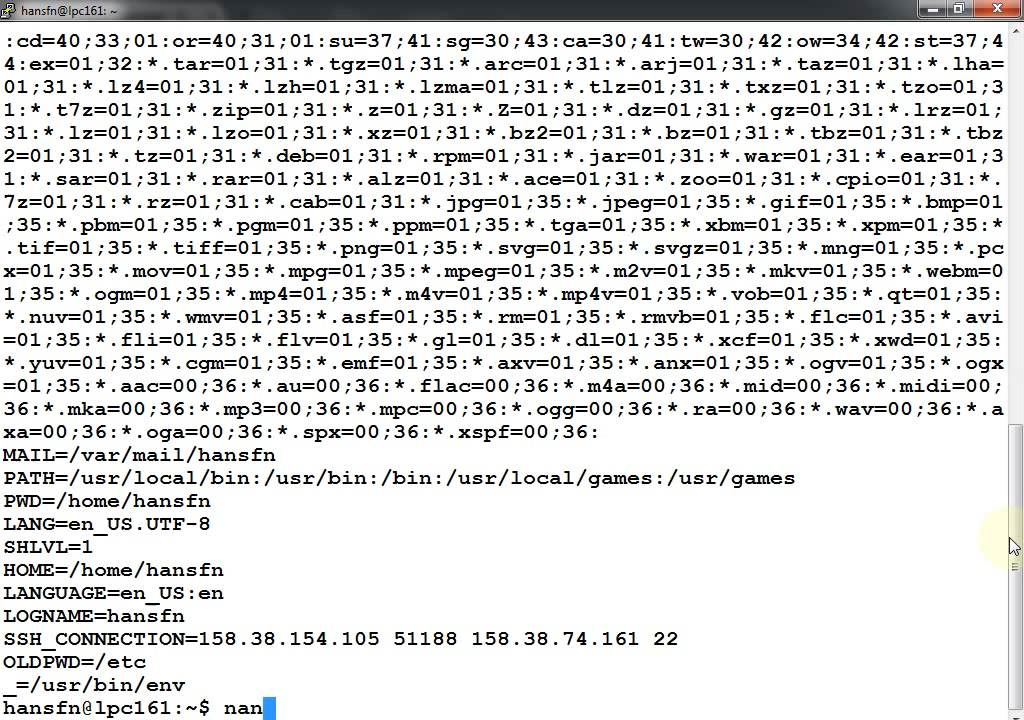 hansfn@lpc161: ~
:cd=40;33;01:or=40;31;01:su=37;41:sg=30;43:ca=30;41:tw=30;42:ow=34;42:st=37;4
4:ex=01;32:*.tar=01;31:*.tgz=01;31:*.arc=01;31:*.arj=01;31:*.taz=01;31:*.lha=
01;31:*.lz4=01;31:*.lzh=01;31:*.lzma=01;31:*.tlz=01;31:*.txz=01;31:*.tzo=01;3
1:*.t7z=01;31:*.zip=01;31:*.z=01;31:*.Z=01;31:*.dz=01;31:*.gz=01;31:*.lrz=01;
31:*.lz=01;31:*.lzo=01;31:*.xz=01;31:*.bz2=01;31:*.bz=01;31:*.tbz=01;31:*.tbz
2=01;31:*.tz=01;31:*.deb=01;31:*.rpm=01;31:*.jar=01;31:*.war=01;31:*.ear=01;3
1:*.sar=01;31:*.rar=01;31:*.alz=01;31:*.ace=01;31:*.zoo=01;31:*.cpio=01;31:*.
7z=01;31:*.rz=01;31:*.cab=01;31:*.jpg=01;35:*.jpeg=01;35:*.gif=01;35:*.bmp=01
;35:*.pbm=01;35:*.pgm=01;35:*.ppm=01;35:*.tga=01;35:*.xbm=01;35:*.xpm=01;35:*
.tif=01;35:*.tiff=01;35:*.png=01;35:*.svg=01;35:*.svgz=01;35:*.mng=01;35:*.pc
x=01;35:*.mov=01;35:*.mpg=01;35:*.mpeg=01;35:*.m2v=01;35:*.mkv=01;35:*.webm=0
1;35:*.ogm=01;35:*.mp4=01;35:*.m4v=01;35:*.mp4v=01;35:*.vob=01;35:*.qt=01;35:
*.nuv=01;35:*.wmv=01;35:*.asf=01;35:*.rm=01;35:*.rmvb=01;35:*.flc=01;35:*.avi
=01;35:*.fli=01;35:*.flv=01;35:*.gl=01;35:*.dl=01;35:*.xcf=01;35:*.xwd=01;35:
*.yuv=01;35:*.cgm=01;35:*.emf=01;35:*.axv=01;35:*.anx=01;35:*.ogv=01;35:*.ogx
=01;35:*.aac=00;36:*.au=00;36:*.flac=00;36:*.m4a=00;36:*.mid=00;36:*.midi=00;
36:*.mka=00;36:*.mp3=00;36:*.mpc=00;36:*.ogg=00;36:*.ra=00;36:*.wav=00;36:*.a
xa=00;36:*.oga=00;36:*.spx=00;36:*.xspf=00;36:
MAIL=/var/mail/hansfn
PATH=/usr/local/bin:/usr/bin:/bin:/usr/local/games:/usr/games
PWD=/home/hansfn
LANG=en_US.UTF-8
SHLVL=1
HOME=/home/hansfn
LANGUAGE=en_US:en
LOGNAME=hansfn
SSH_CONNECTION=158.38.154.105 51188 158.38.74.161 22
OLDPWD=/etc
_=/usr/bin/env
hansfn@lpc161:~$ nan